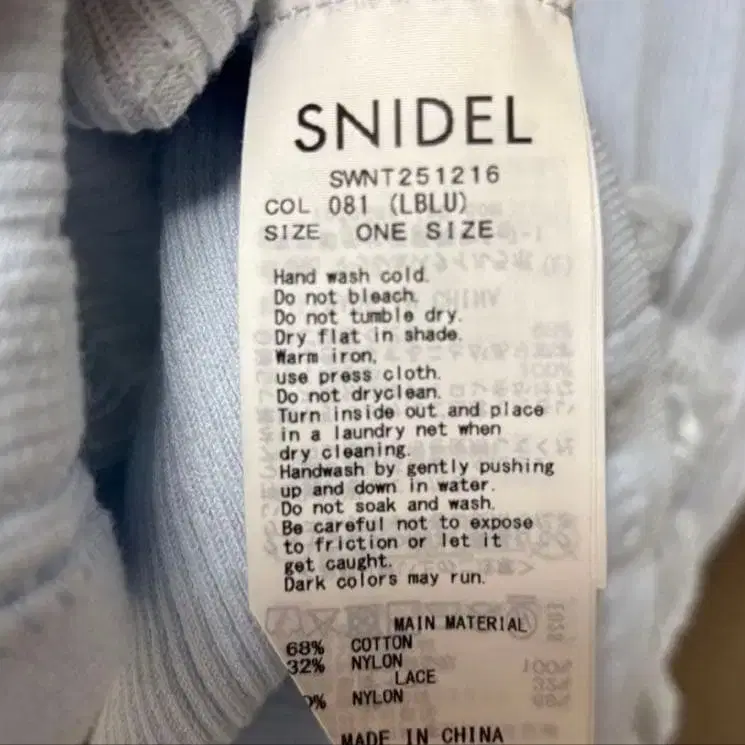 SNIDEL
SWNT251216
COL 081 (LBLU)
SIZE ONE SIZE
Hand wash cold.
Do not bleach.
Do not tumble dry.
Dry flat in shade.
Warm iron,
use press cloth.
Do not dryclean.
Turn inside out and place
in a laundry net when
dry cleaning.
Handwash by gently pushing
up and down in water.
Do not soak and wash.
Be careful not to expose
to friction or let it
get caught.
Dark colors may run.
MAIN MATERIAL
68% COTTON
32% NYLON
LACE
NYLON
MADE IN CHINA